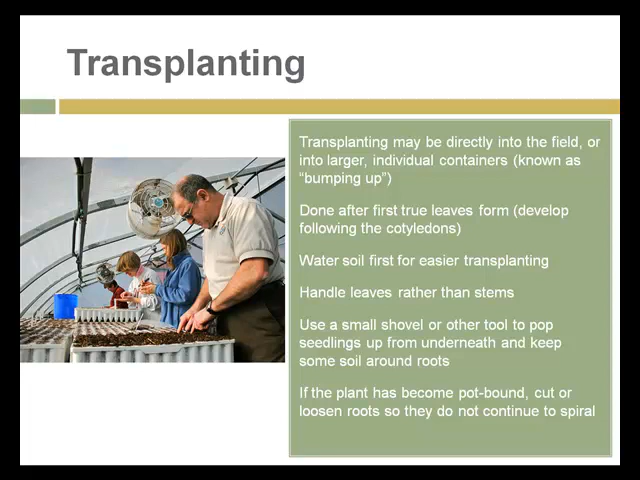 Transplanting
Transplanting may be directly into the field, or
into larger, individual containers (known as
“bumping up”)
Done after first true leaves form (develop
following the cotyledons)
Water soil first for easier transplanting
Handle leaves rather than stems
Use a small shovel or other tool to pop
seedlings up from underneath and keep
some soil around roots
If the plant has become pot-bound, cut or
loosen roots so they do not continue to spiral